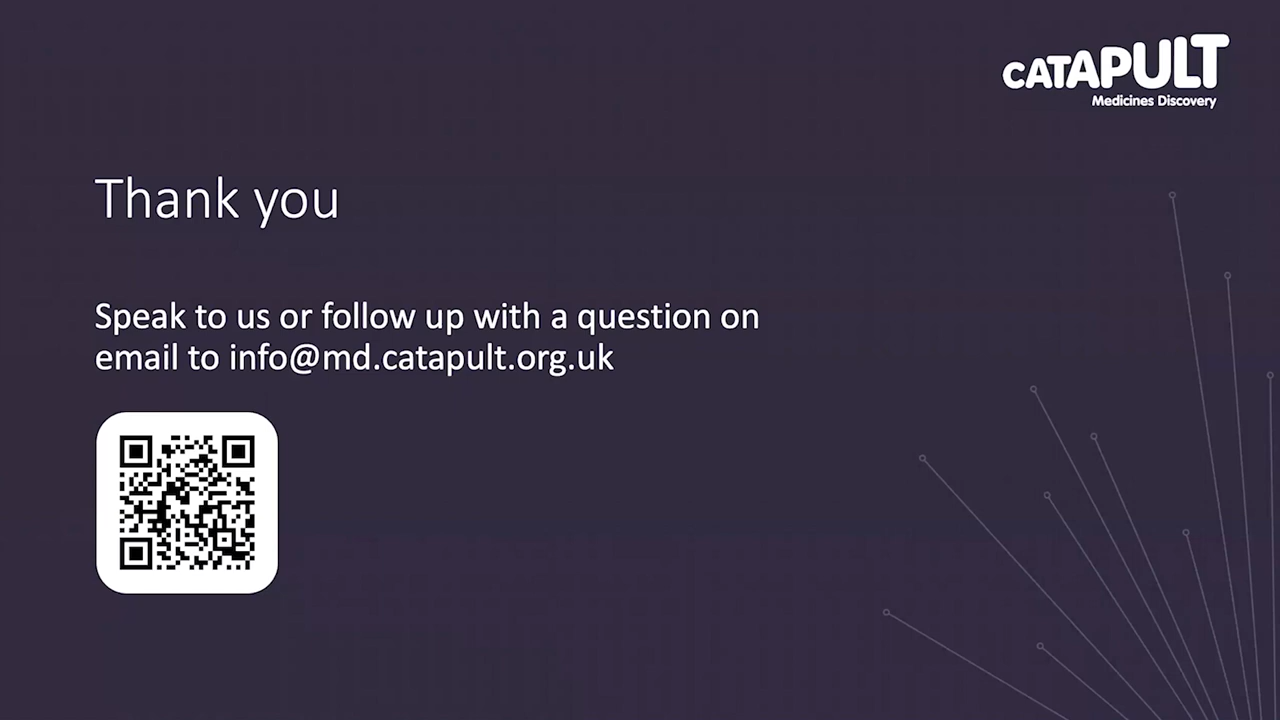 CATAPULT
Medicines Discovery
Thank you
Speak to us or follow up with a question on
email to info@md.catapult.org.uk